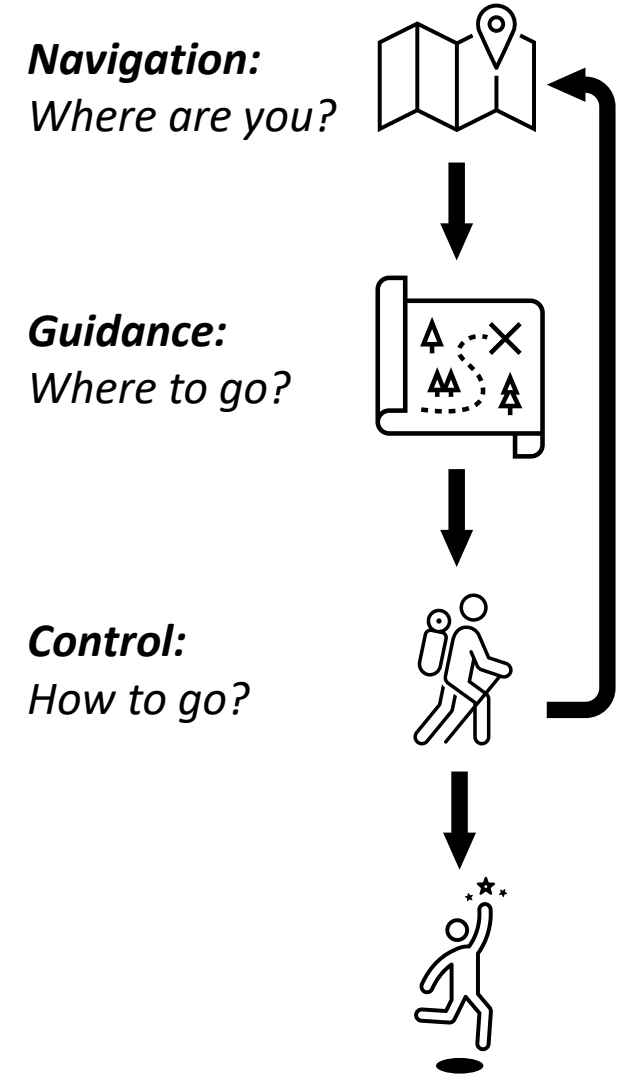 Navigation:
Where are you?
Guidance:
Where to go?
Control:
How to go?